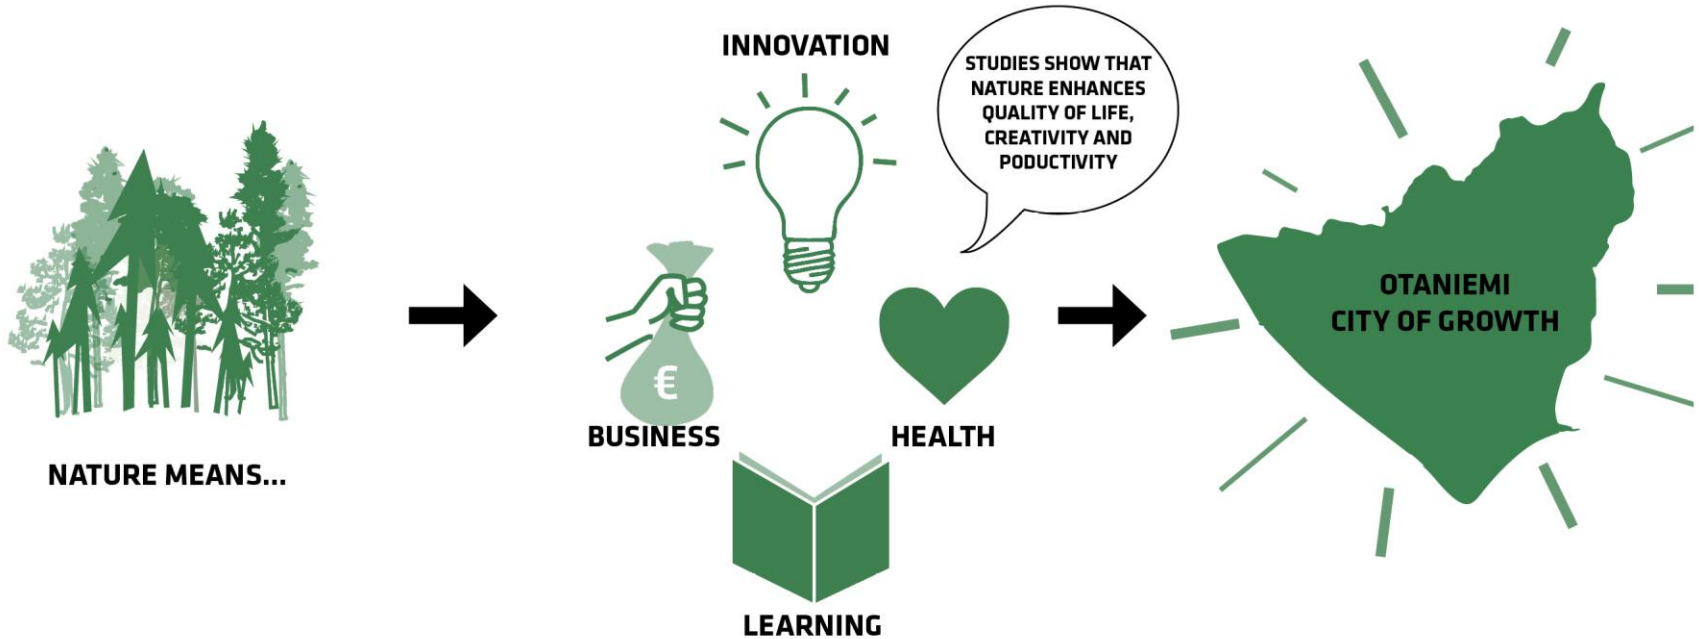 NATURE MEANS...
INNOVATION
STUDIES SHOW THAT
NATURE ENHANCES
QUALITY OF LIFE,
CREATIVITY AND
PODUCTIVITY
€
BUSINESS
HEALTH
LEARNING
OTANIEMI
CITY OF GROWTH